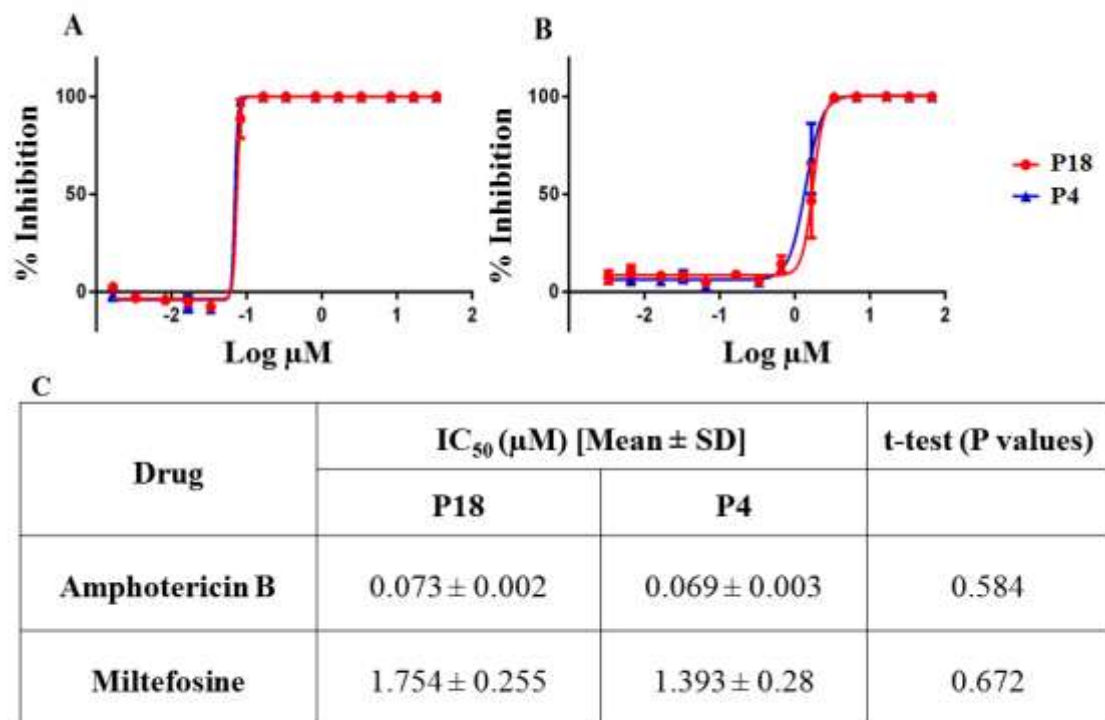 A
B
% Inhibition
100
50
0
-2
-1
0
1
2
Log μM
% Inhibition
100
50
0
-2
-1
0
1
2
Log μM
P18
P4
C
Drug
IC50 (μM) [Mean ± SD]
t-test (P values)
P18
P4
Amphotericin B
0.073 ± 0.002
0.069 ± 0.003
0.584
Miltefosine
1.754 ± 0.255
1.393 ± 0.28
0.672